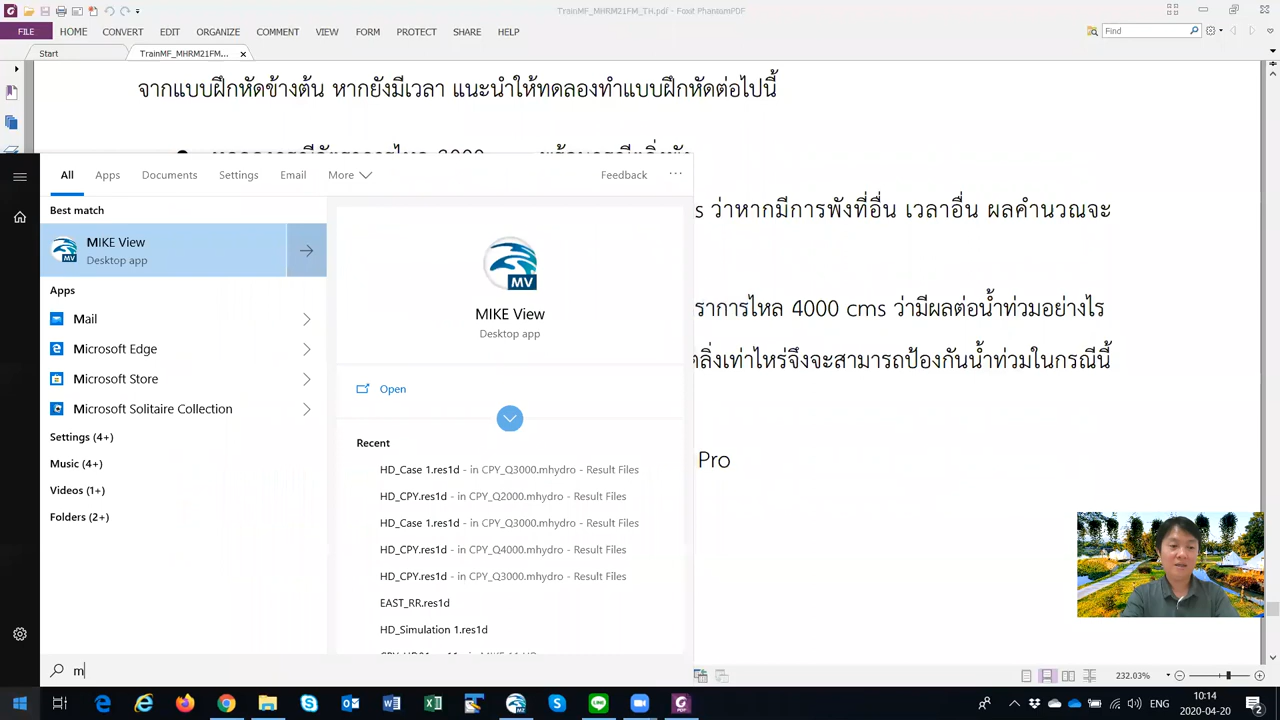 TrainMF_MHRM21FM_TH.pdf - Foxit PhantomPDF
FILE HOME CONVERT EDIT ORGANIZE COMMENT VIEW FORM PROTECT SHARE HELP
Find
Start
TrainMF_MHRM21FM_TH...
จากแบบฝึกหัดข้างต้น หากยังมีเวลา แนะนำให้ทดลองทำแบบฝึกหัดต่อไปนี้
s ว่าหากมีการพังที่อื่น เวลาอื่น ผลคำนวณจะ
ราการไหล 4000 cms ว่ามีผลต่อน้ำท่วมอย่างไร
ลิ่งเท่าไหร่จึงจะสามารถป้องกันน้ำท่วมในกรณีนี้
Pro
All Apps Documents Settings Email More Feedback ...
Best match
MIKE View
Desktop app
Apps
Mail
Microsoft Edge
Microsoft Store
Microsoft Solitaire Collection
Settings (4+)
Music (4+)
Videos (1+)
Folders (2+)
MV
MIKE View
Desktop app
Open
Recent
HD_Case 1.res1d - in CPY_Q3000.mhydro - Result Files
HD_CPY.res1d - in CPY_Q2000.mhydro - Result Files
HD_Case 1.res1d - in CPY_Q3000.mhydro - Result Files
HD_CPY.res1d - in CPY_Q4000.mhydro - Result Files
HD_CPY.res1d - in CPY_Q3000.mhydro - Result Files
EAST_RR.res1d
HD_Simulation 1.res1d
m
232.03%
ENG
10:14
2020-04-20
2